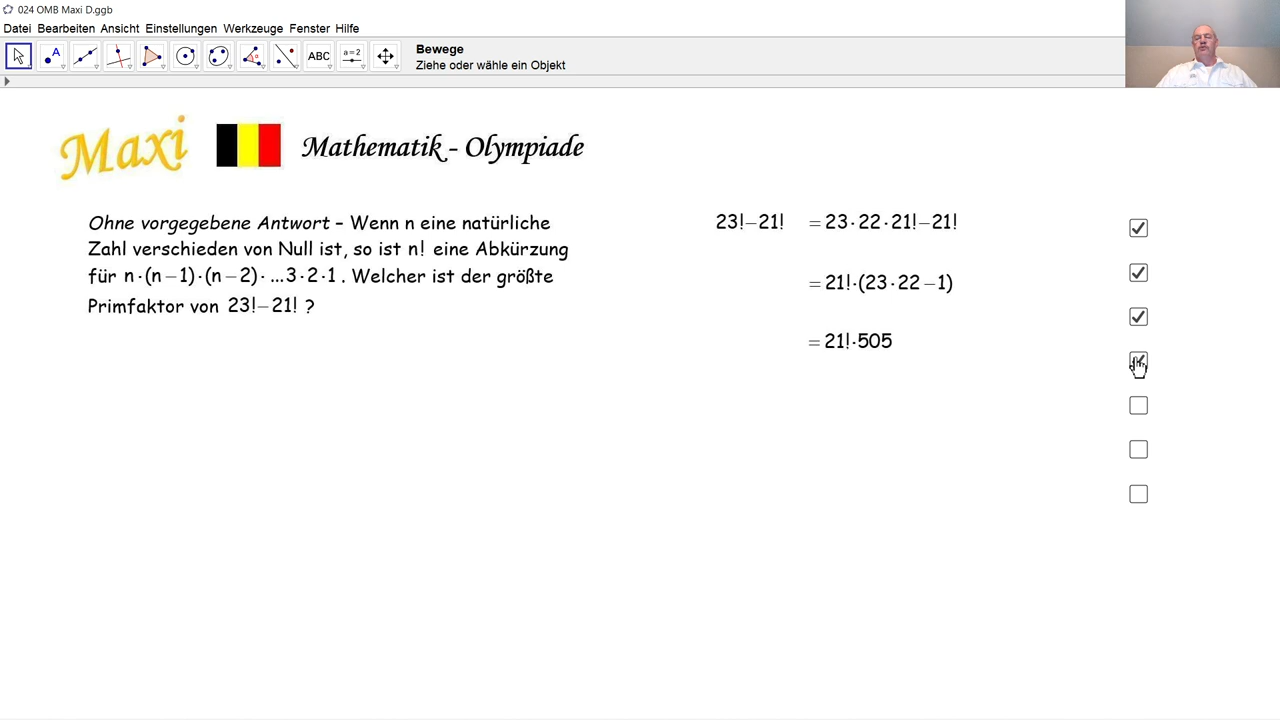 024 OMB Maxi D.ggb
Datei Bearbeiten Ansicht Einstellungen Werkzeuge Fenster Hilfe
A
ABC
a=2
Bewege
Ziehe oder wähle ein Objekt
Maxi
Mathematik - Olympiade
Ohne vorgegebene Antwort – Wenn n eine natürliche
Zahl verschieden von Null ist, so ist n! eine Abkürzung
für n·(n−1)·(n−2)·...3·2·1. Welcher ist der größte
Primfaktor von 23!−21! ?
23!−21! =23·22·21!−21!
=21!·(23·22−1)
=21!·505